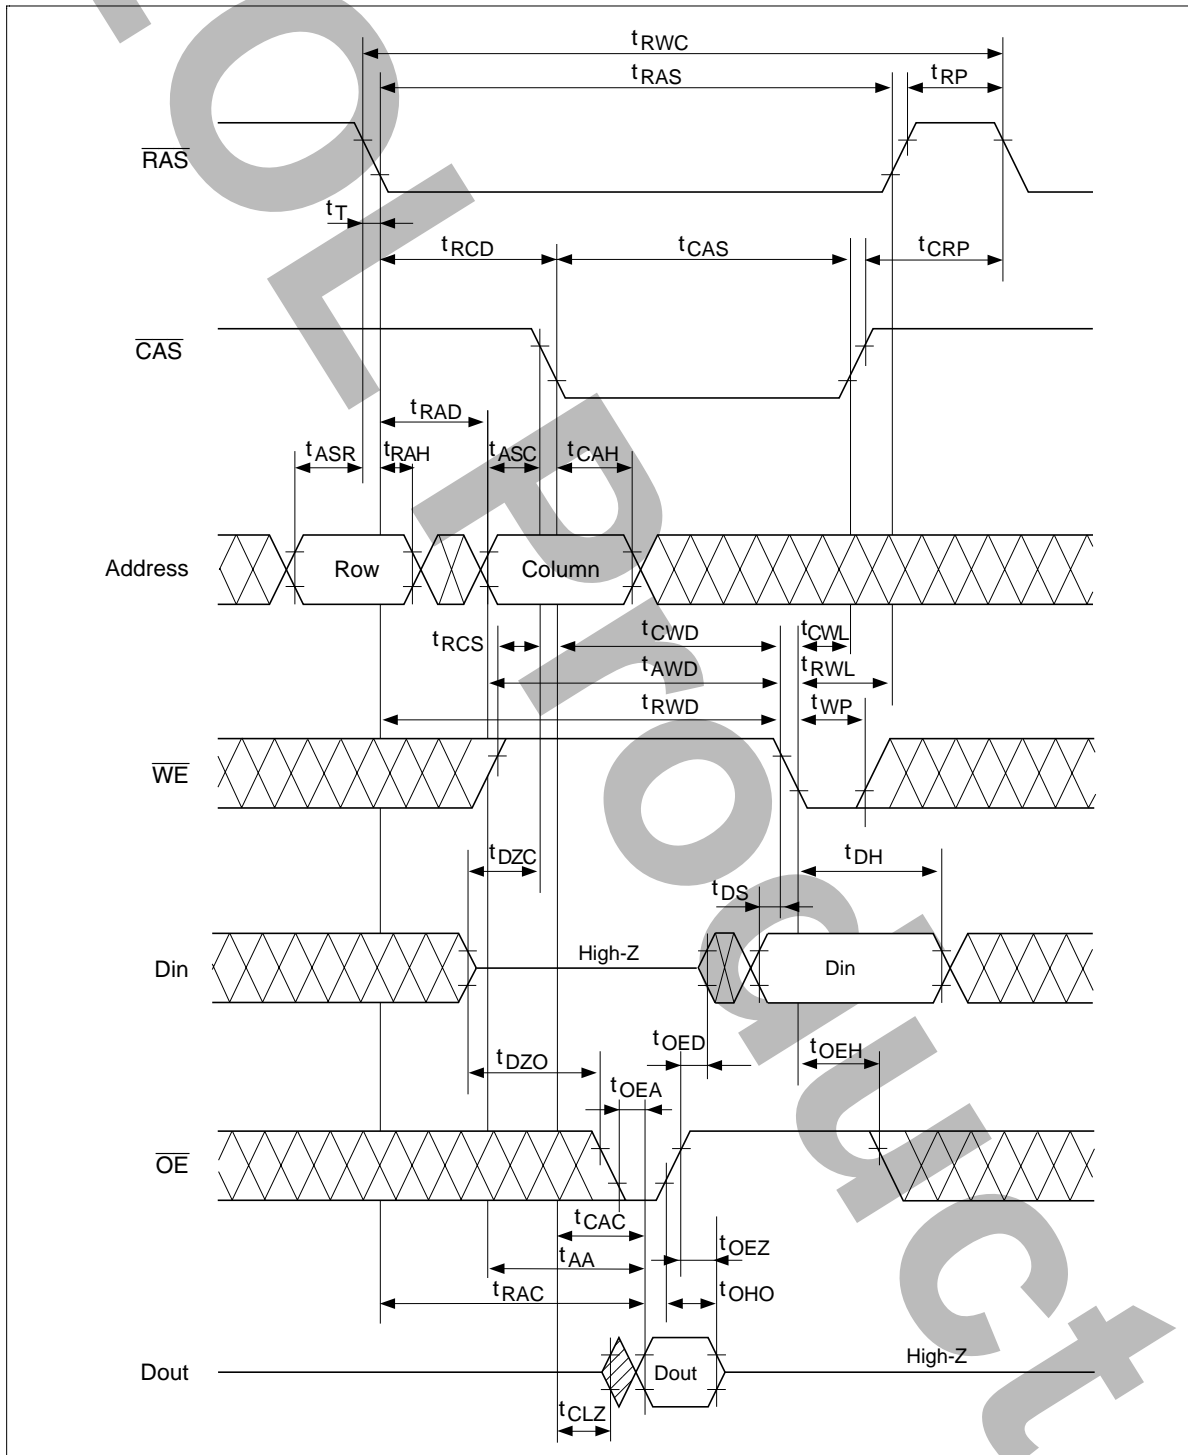 tRWC
tRAS
tRP
RAS
tT
tRCD
tCAS
tCRP
CAS
tRAD
tASR
tRAH
tASC
tCAH
Address
Row
Column
tRCS
tCWD
tCWL
tAWD
tRWL
tRWD
tWP
WE
tDZC
tDH
tDS
Din
High-Z
Din
tOED
tDZO
tOEH
tOEA
OE
tCAC
tOEZ
tAA
tRAC
tOHO
Dout
Dout
High-Z
tCLZ
OL Product